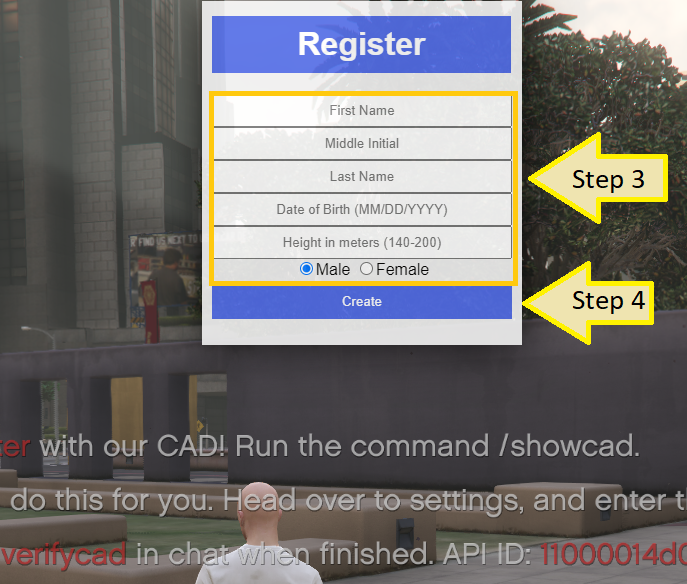 Register
First Name
Middle Initial
Last Name
Step 3
Date of Birth (MM/DD/YYYY)
Height in meters (140-200)
Male Female
Create
Step 4
with our CAD! Run the command /showcad.
do this for you. Head over to settings, and enter
verifycad in chat when finished. API ID: 11000014d0